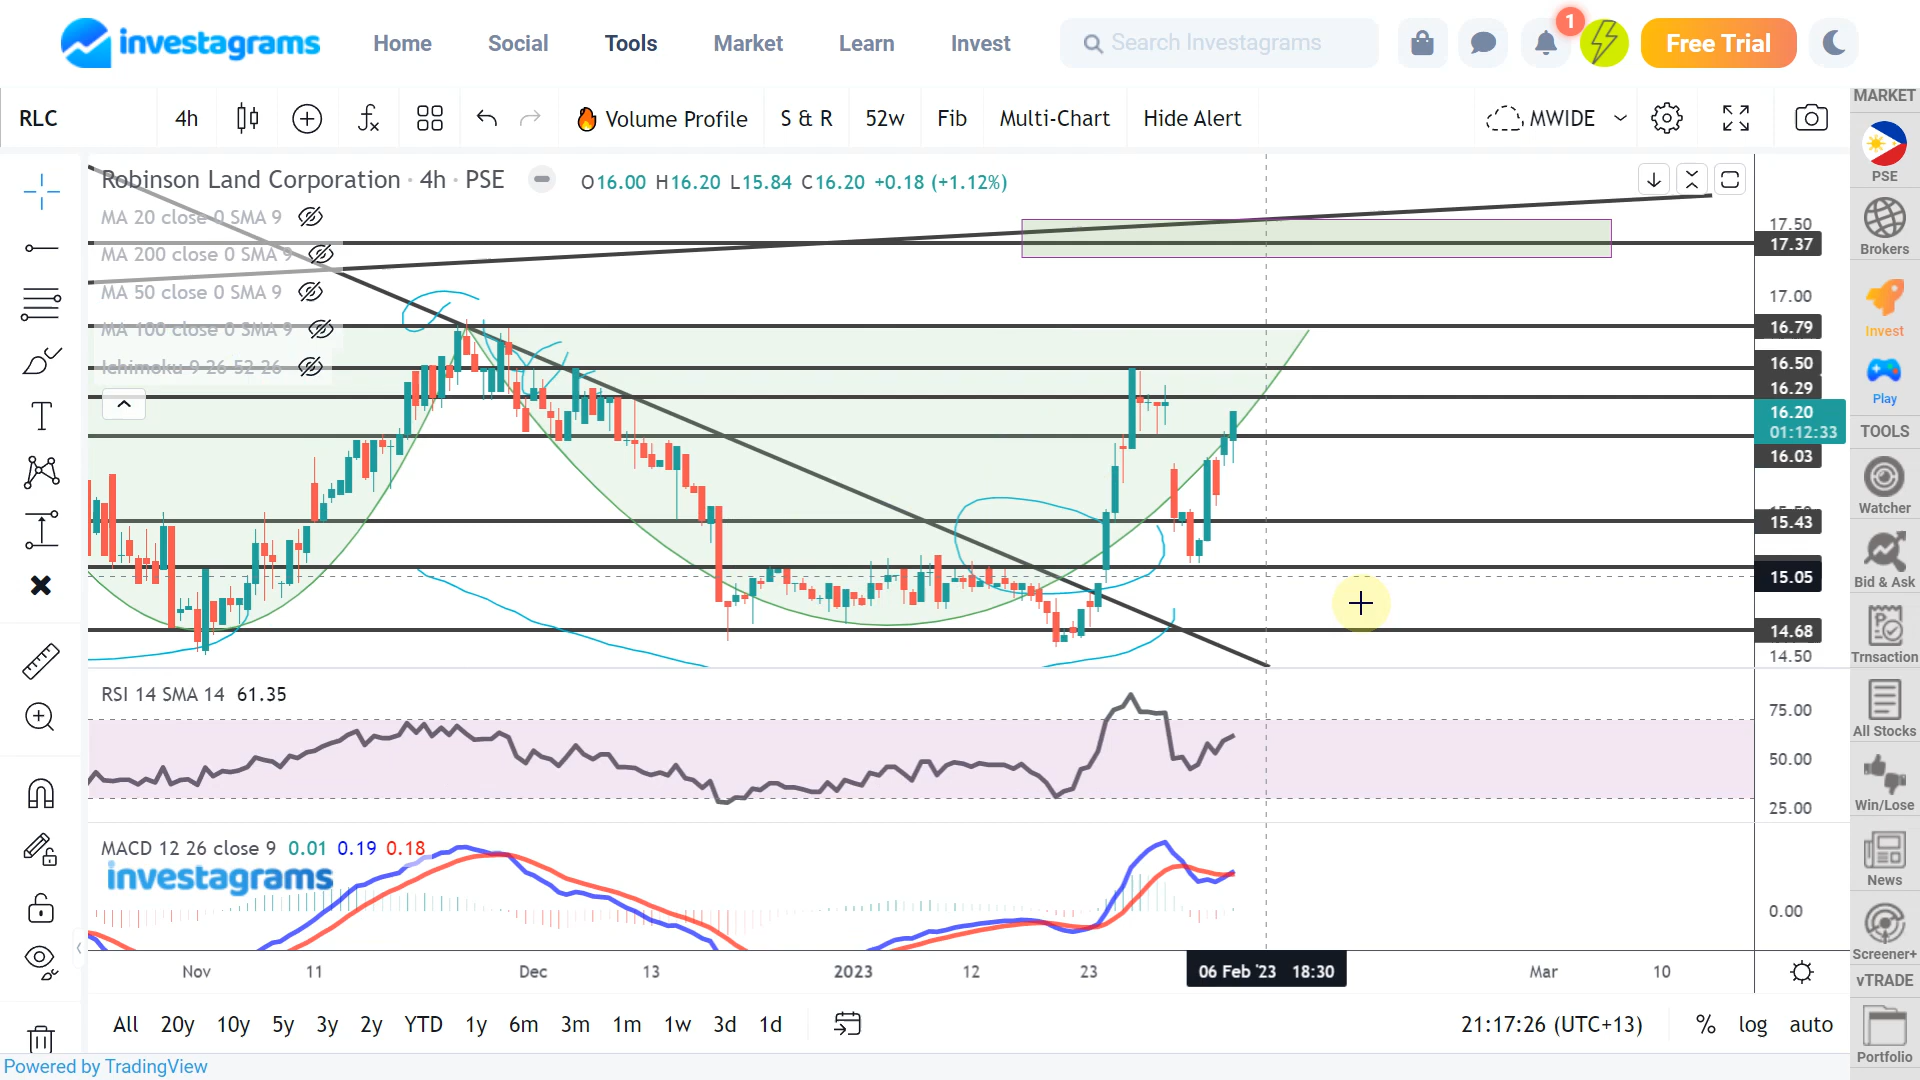 investagrams Home Social Tools Market Learn Invest Search Investagrams 1 Free Trial
RLC 4h Volume Profile S & R 52w Fib Multi-Chart Hide Alert MWIDE
Robinson Land Corporation · 4h · PSE O16.00 H16.20 L15.84 C16.20 +0.18 (+1.12%)
MA 20 close 0 SMA 9
MA 200 close 0 SMA 9
MA 50 close 0 SMA 9
MA 100 close 0 SMA 9
Ichimoku 9 26 52 26
17.50
17.37
17.00
16.79
16.50
16.29
16.20
01:12:33
16.03
15.43
15.05
14.68
14.50
RSI 14 SMA 14 61.35
75.00
50.00
25.00
MACD 12 26 close 9 0.01 0.19 0.18
investagrams
0.00
Nov 11 Dec 13 2023 12 23 06 Feb '23 18:30 Mar 10
All 20y 10y 5y 3y 2y YTD 1y 6m 3m 1m 1w 3d 1d 21:17:26 (UTC+13) % log auto
Powered by TradingView
MARKET
PSE
Brokers
Invest
Play
TOOLS
Watcher
Bid & Ask
Trnsaction
All Stocks
Win/Lose
News
Screener+
vTRADE
Portfolio